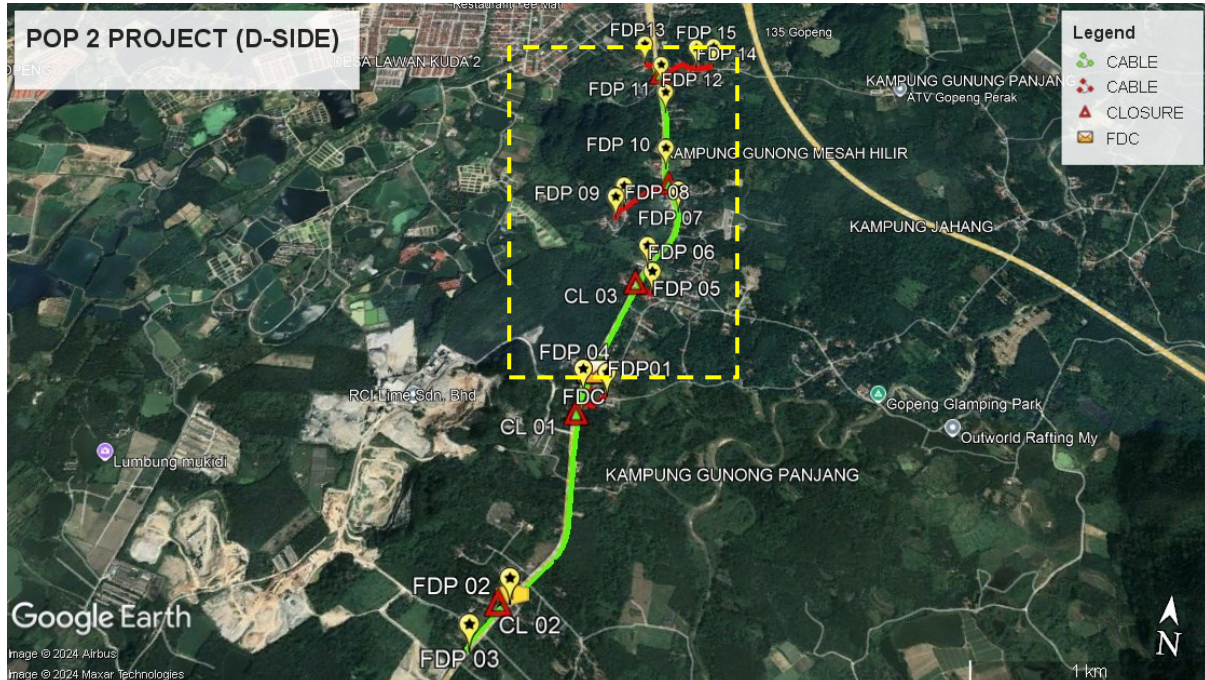 POP 2 PROJECT (D-SIDE)
Restaurant Yee Man
DESA LAWAN KUDA 2
OPENG
FDP13
FDP 15
FDP 14
135 Gopeng
Legend
CABLE
CABLE
CLOSURE
FDC
KAMPUNG GUNUNG PANJANG
ATV Gopeng Perak
FDP 12
FDP 11
FDP 10
KAMPUNG GUNONG MESAH HILIR
FDP 09
FDP 08
FDP 07
KAMPUNG JAHANG
FDP 06
FDP 05
CL 03
FDP 04
FDP01
RCI Lime Sdn. Bhd
FDC
Gopeng Glamping Park
CL 01
Outworld Rafting My
Lumbung mukidi
KAMPUNG GUNONG PANJANG
FDP 02
CL 02
FDP 03
Google Earth
Image © 2024 Airbus
Image © 2024 Maxar Technologies
N
1 km